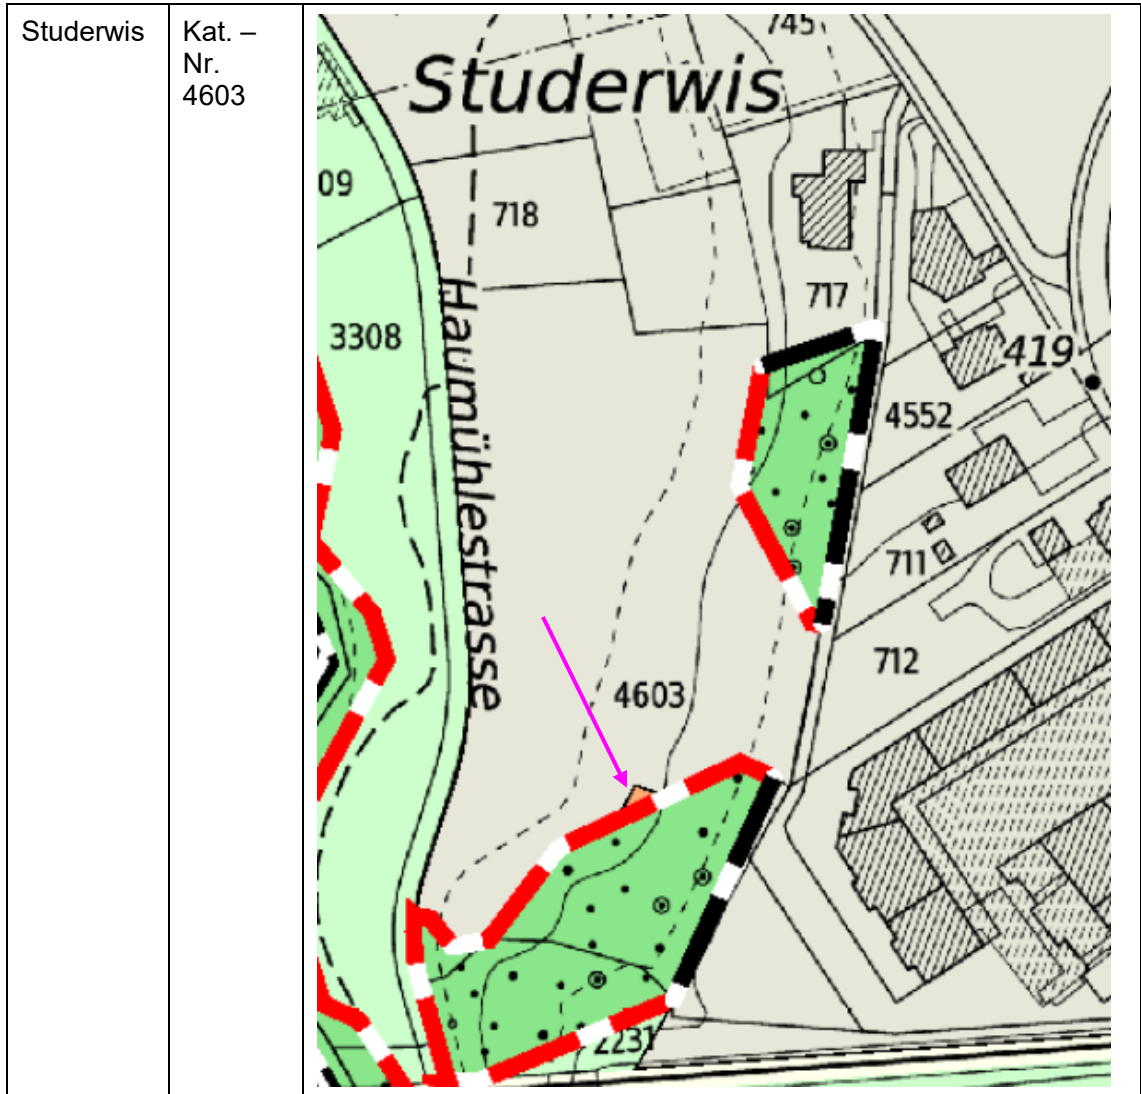 Studerwis
Kat. –
Nr.
4603
745
Studerwis
09
718
717
3308
419
4552
Haumühlestrasse
711
712
4603
2231